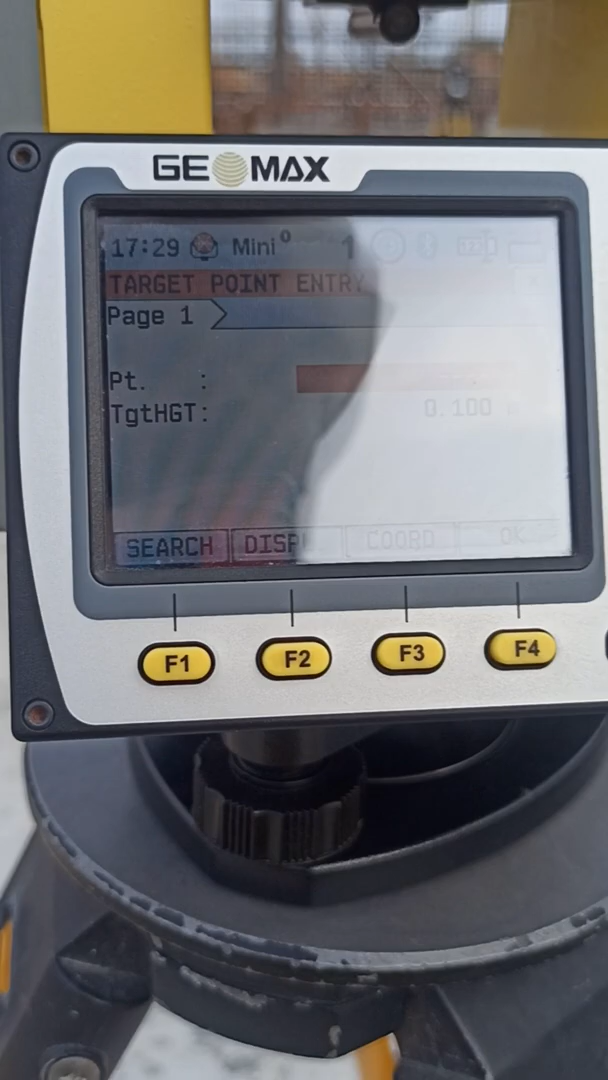 GEOMAX
17:29 Mini 1
TARGET POINT ENTRY
Page 1
Pt. :
TgtHGT: 0.100
SEARCH COORD OK
F1 F2 F3 F4